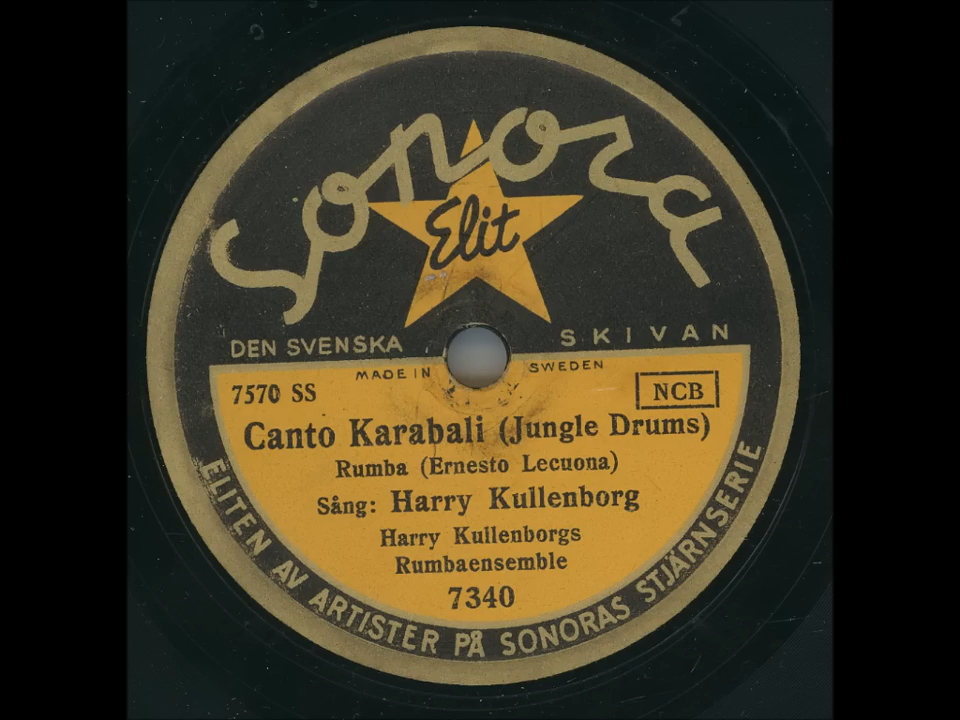 Sonora
Elit
DEN SVENSKA SKIVAN
MADE IN SWEDEN
7570 SS
NCB
Canto Karabali (Jungle Drums)
Rumba (Ernesto Lecuona)
Sång: Harry Kullenborg
Harry Kullenborgs
Rumbaensemble
7340
ELITEN AV ARTISTER PÅ SONORAS STJÄRNSERIE